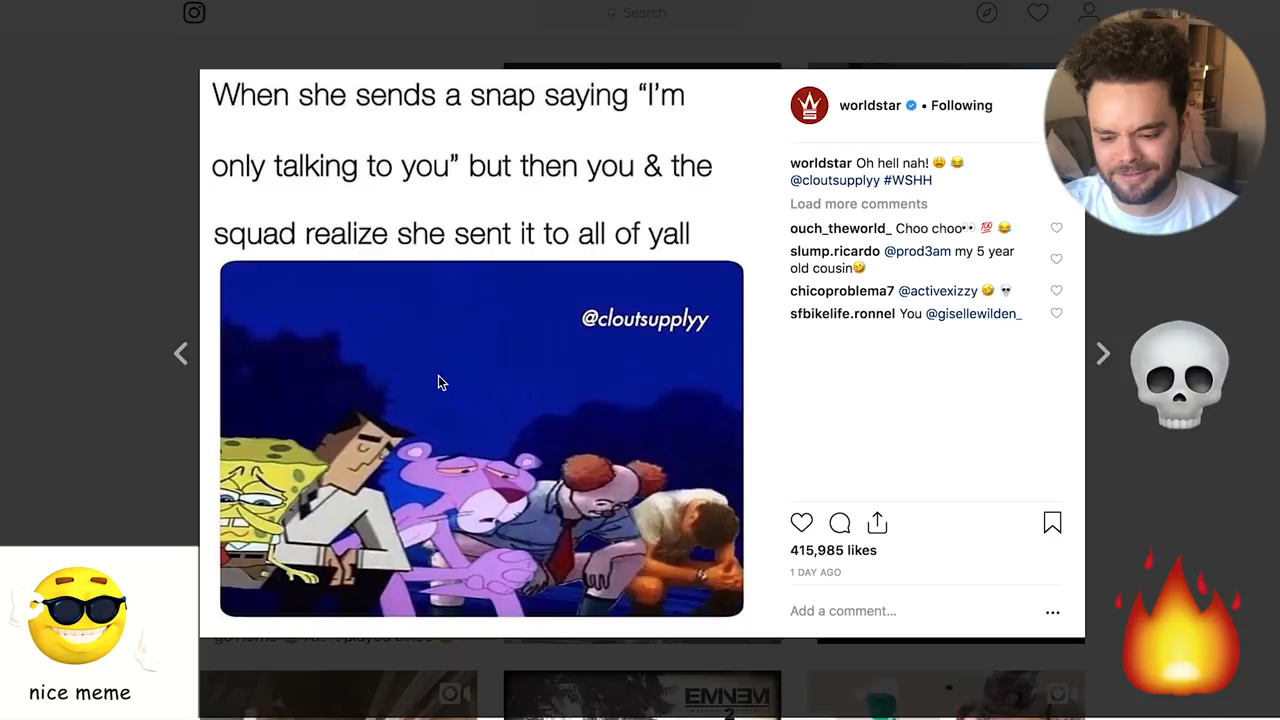 Search
When she sends a snap saying “I’m
only talking to you” but then you & the
squad realize she sent it to all of yall
@cloutsupplyy
worldstar • Following
worldstar Oh hell nah! 😩 😂
@cloutsupplyy #WSHH
Load more comments
ouch_the_world_ Choo choo👀 💯 😂
slump.ricardo @prod3am my 5 year
old cousin🤣
chicoproblema7 @activexizzy 🤣 💀
sfbikelife.ronnel You @gisellewilden_
415,985 likes
1 DAY AGO
Add a comment...
nice meme
EMINEM
2